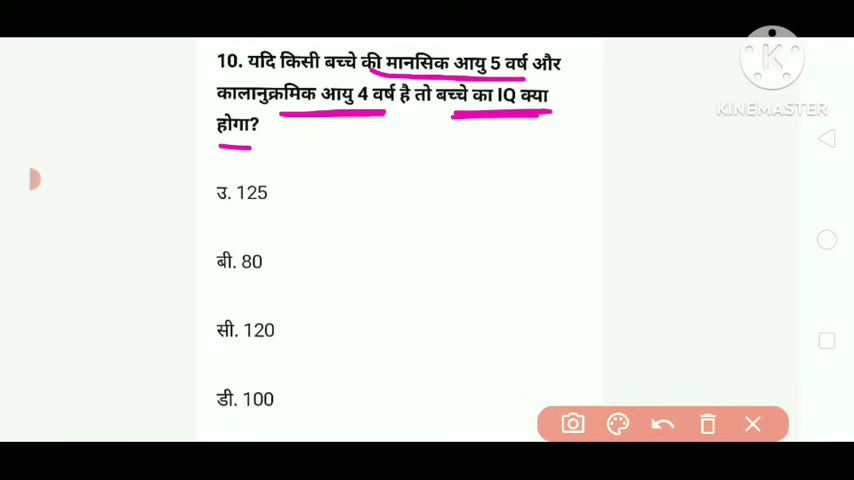 10. यदि किसी बच्चे की मानसिक आयु 5 वर्ष और
कालानुक्रमिक आयु 4 वर्ष है तो बच्चे का IQ क्या
होगा?
उ. 125
बी. 80
सी. 120
डी. 100
KINEMASTER